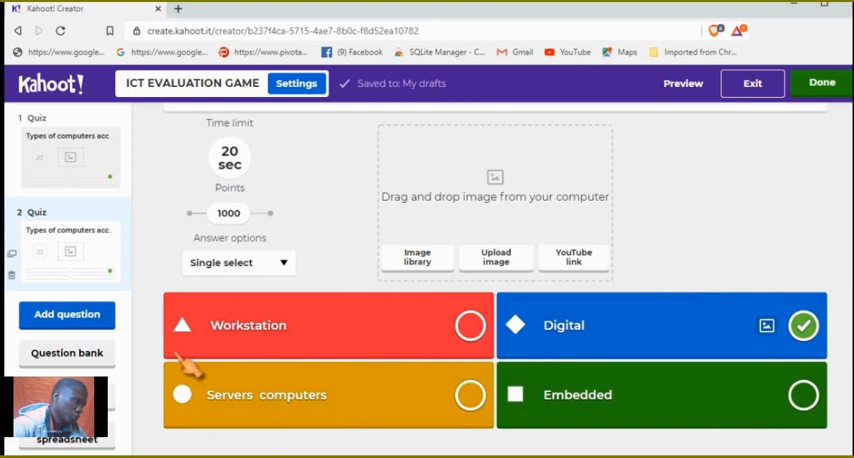 K! Kahoot! Creator
create.kahoot.it/creator/b237f4ca-5715-4ae7-8b0c-f8d52ea10782
https://www.google...
https://www.google...
https://www.pivota...
(9) Facebook
SQLite Manager - C...
Gmail
YouTube
Maps
Imported from Chr...
Kahoot!
ICT EVALUATION GAME
Settings
Saved to: My drafts
Preview
Exit
Done
1 Quiz
Types of computers acc..
20
2 Quiz
Types of computers acc..
20
Add question
Question bank
spreadsheet
Time limit
20
sec
Points
1000
Answer options
Single select
Drag and drop image from your computer
Image
library
Upload
image
YouTube
link
Workstation
Digital
Servers computers
Embedded